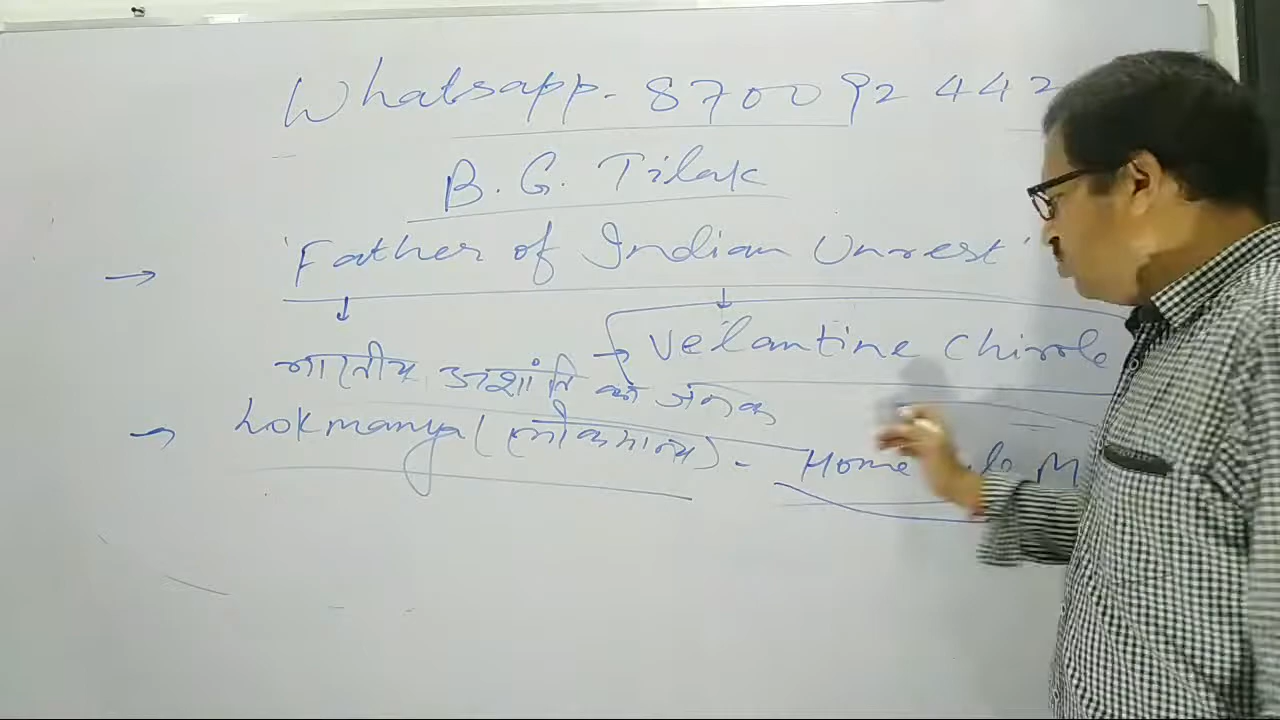 Whatsapp - 8700 92 442
B. G. Tilak
→ 'Father of Indian Unrest'
↓ ↓
भारतीय अशांति का जनक → Velantine Chirole
→ Lokmanya (लोकमान्य) - Home